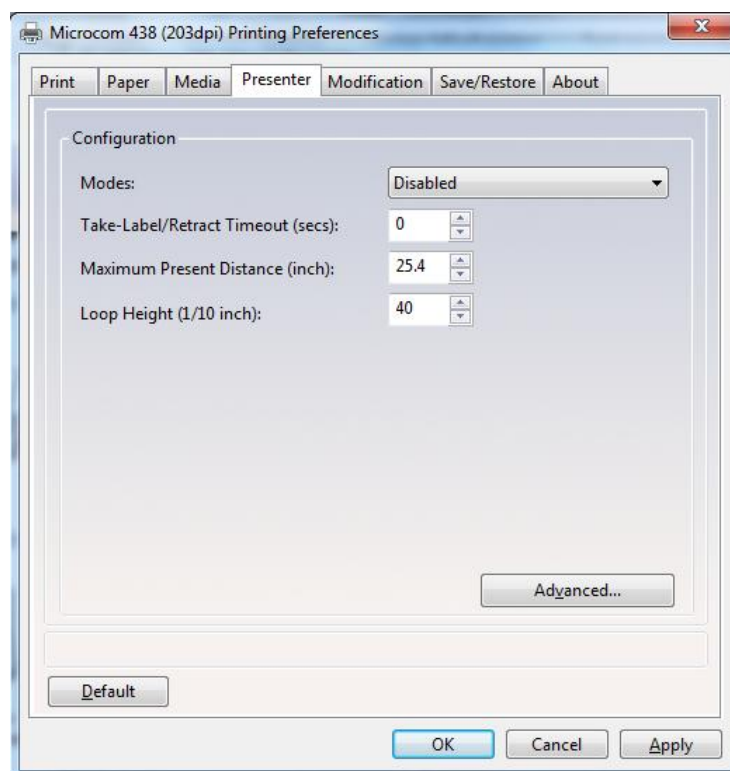 Microcom 438 (203dpi) Printing Preferences
Print Paper Media Presenter Modification Save/Restore About
Configuration
Modes: Disabled
Take-Label/Retract Timeout (secs): 0
Maximum Present Distance (inch): 25.4
Loop Height (1/10 inch): 40
Advanced...
Default
OK Cancel Apply